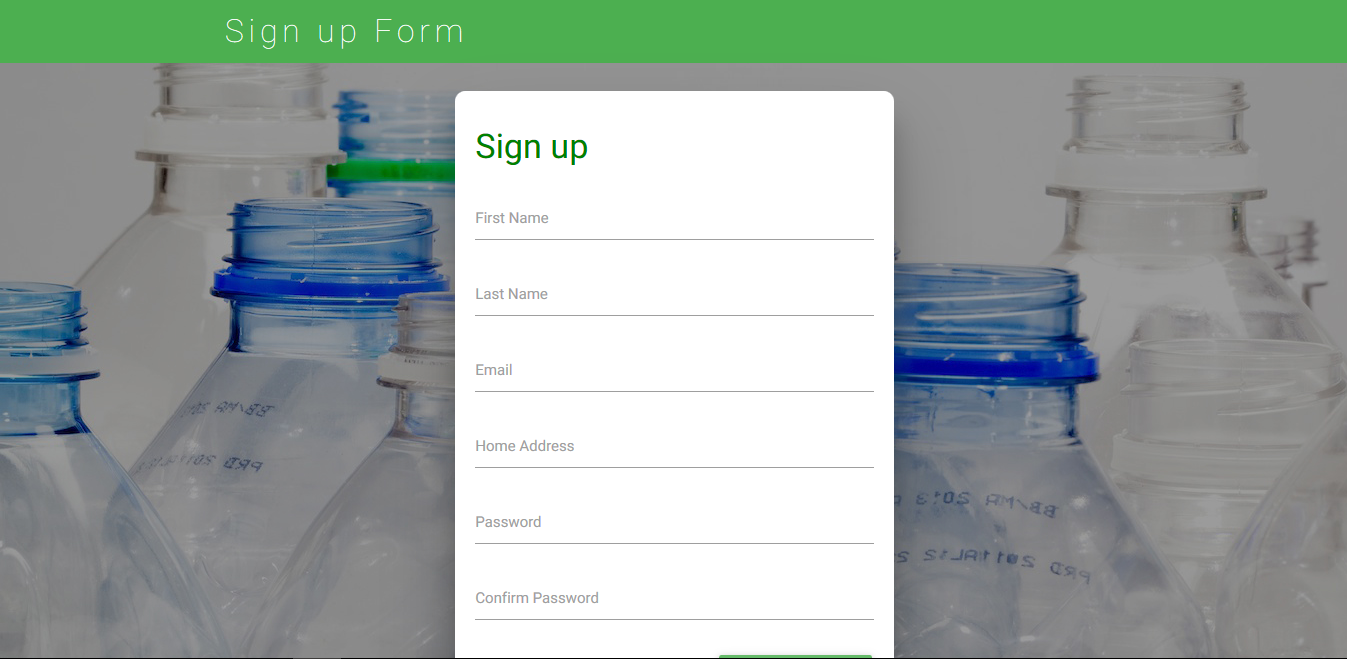 Sign up Form
Sign up
First Name
Last Name
Email
Home Address
Password
Confirm Password